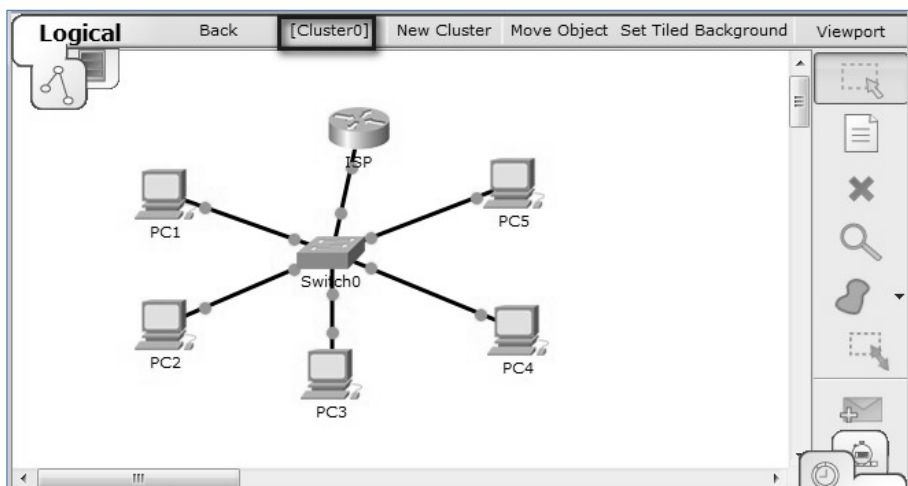 Logical Back [Cluster0] New Cluster Move Object Set Tiled Background Viewport
ISP
PC1
PC5
Switch0
PC2
PC4
PC3